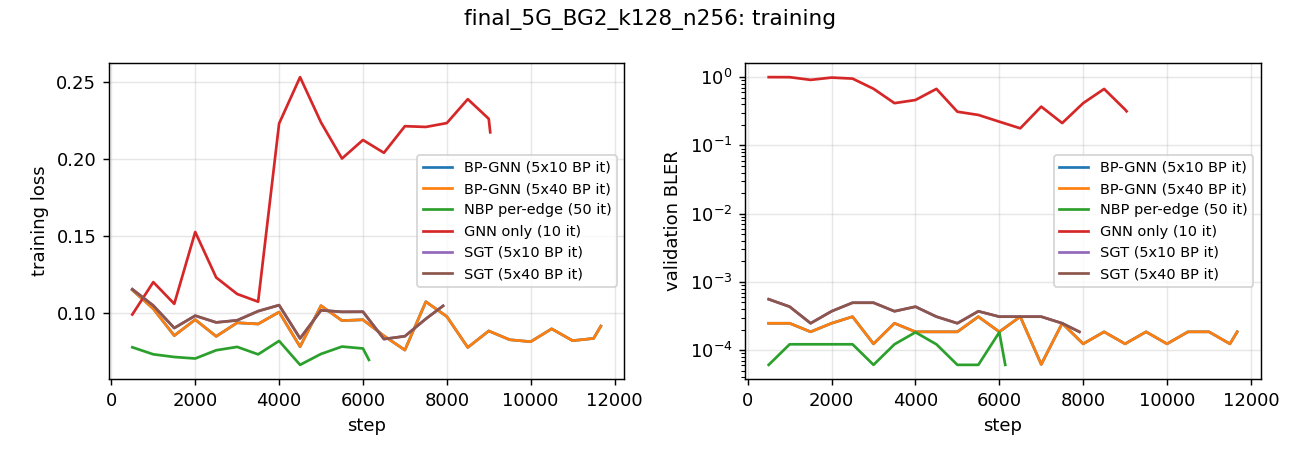 final_5G_BG2_k128_n256: training
0.25
0.20
0.15
0.10
training loss
BP-GNN (5x10 BP it)
BP-GNN (5x40 BP it)
NBP per-edge (50 it)
GNN only (10 it)
SGT (5x10 BP it)
SGT (5x40 BP it)
0 2000 4000 6000 8000 10000 12000
step
10⁰
10⁻¹
10⁻²
10⁻³
10⁻⁴
validation BLER
BP-GNN (5x10 BP it)
BP-GNN (5x40 BP it)
NBP per-edge (50 it)
GNN only (10 it)
SGT (5x10 BP it)
SGT (5x40 BP it)
0 2000 4000 6000 8000 10000 12000
step